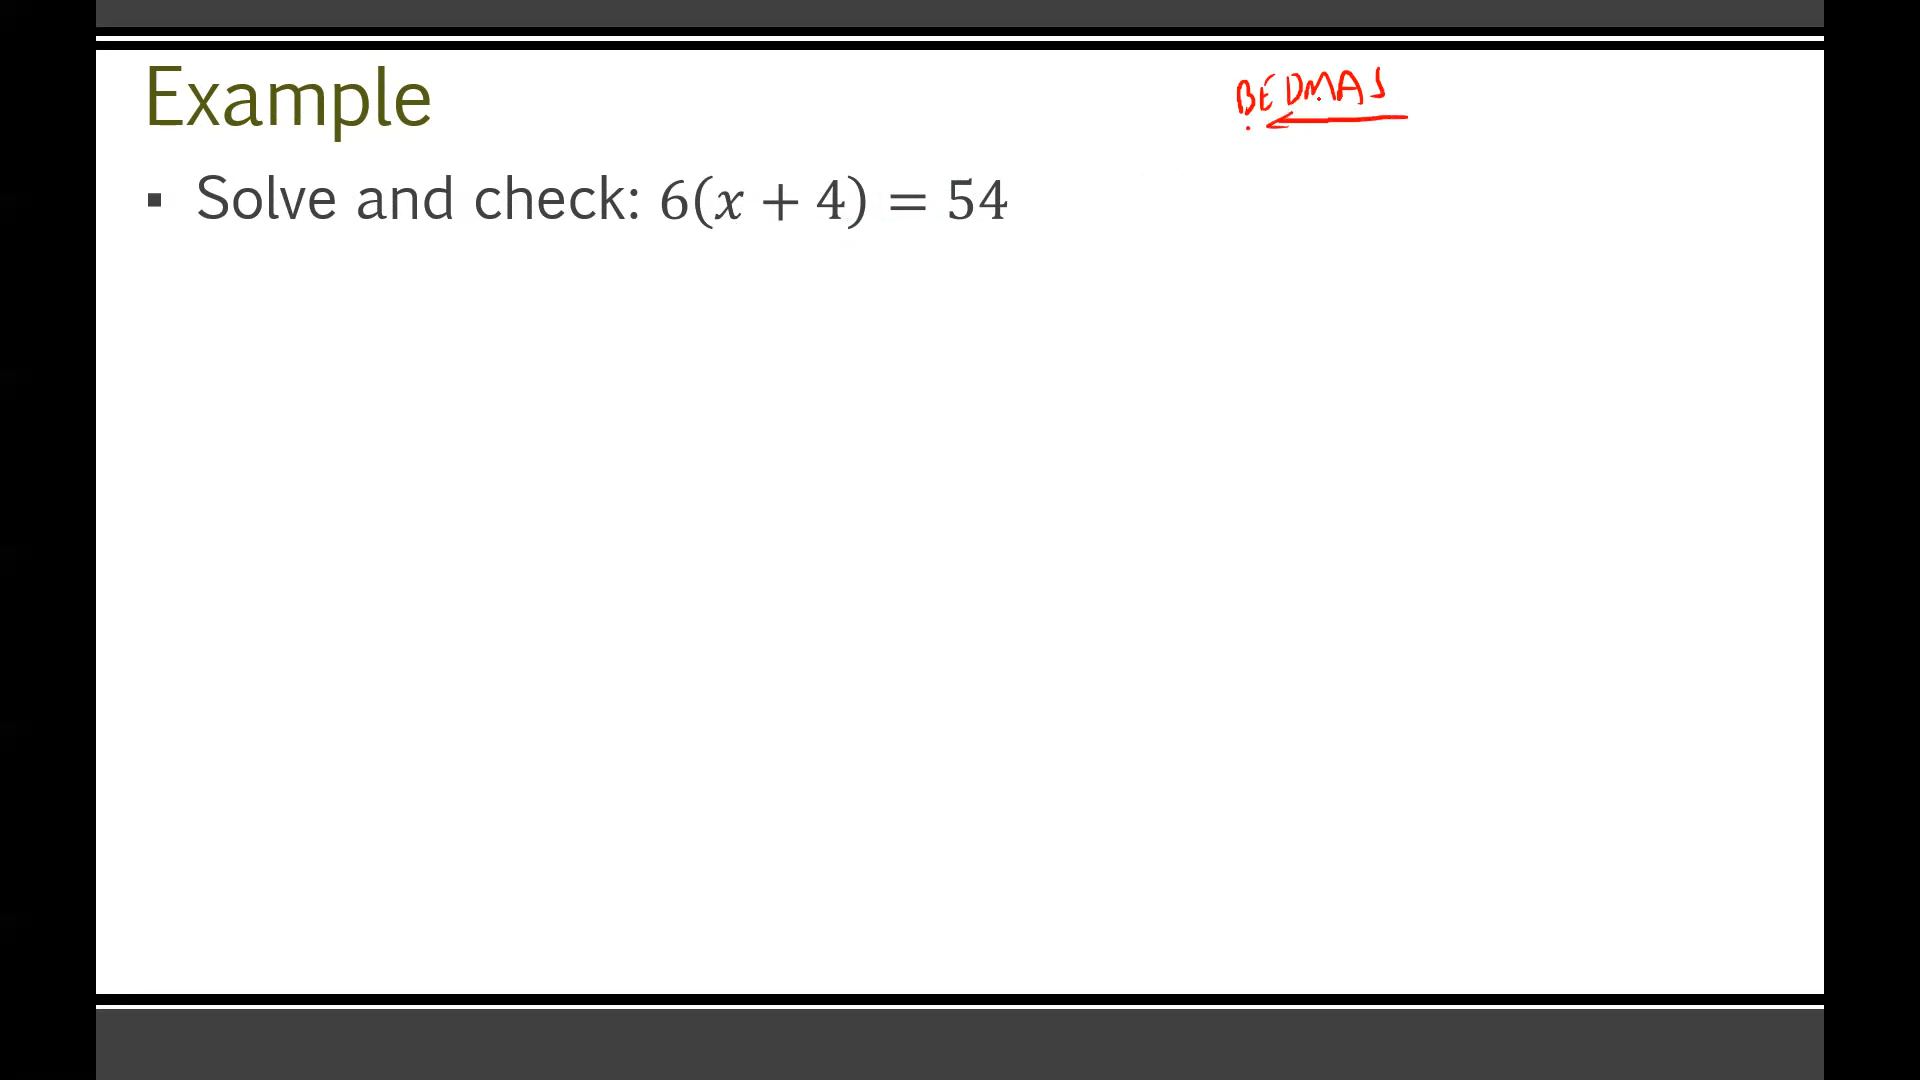 Example
BEDMAS
▪ Solve and check: 6(x + 4) = 54